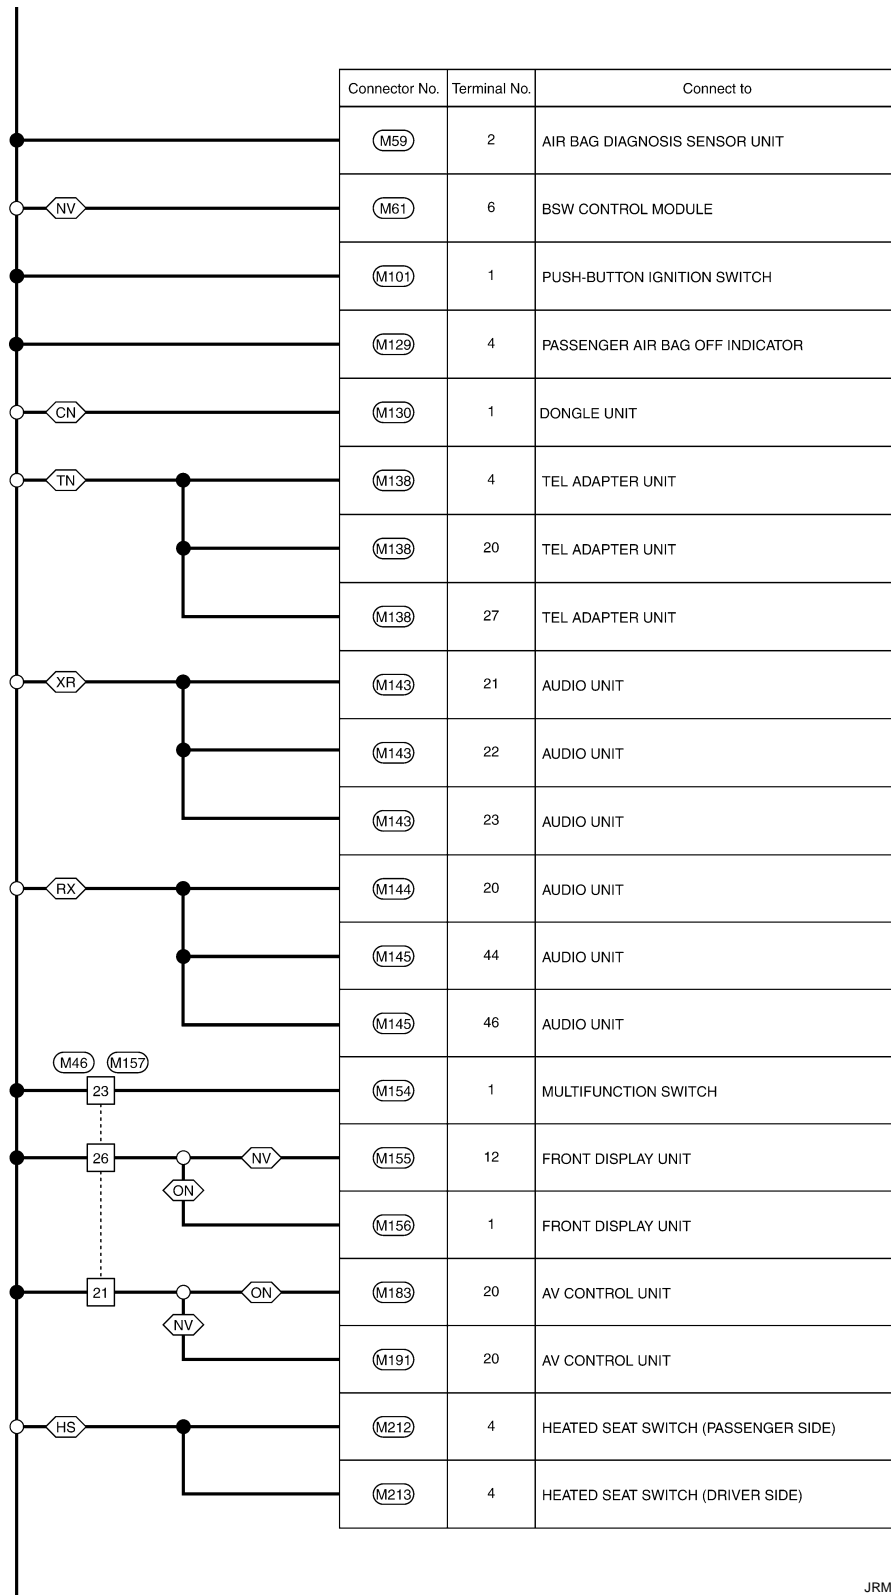 Connector No. Terminal No. Connect to
M59 2 AIR BAG DIAGNOSIS SENSOR UNIT
NV M61 6 BSW CONTROL MODULE
M101 1 PUSH-BUTTON IGNITION SWITCH
M129 4 PASSENGER AIR BAG OFF INDICATOR
CN M130 1 DONGLE UNIT
TN M138 4 TEL ADAPTER UNIT
M138 20 TEL ADAPTER UNIT
M138 27 TEL ADAPTER UNIT
XR M143 21 AUDIO UNIT
M143 22 AUDIO UNIT
M143 23 AUDIO UNIT
RX M144 20 AUDIO UNIT
M145 44 AUDIO UNIT
M145 46 AUDIO UNIT
M46 M157
23 M154 1 MULTIFUNCTION SWITCH
26 NV M155 12 FRONT DISPLAY UNIT
ON
M156 1 FRONT DISPLAY UNIT
21 ON M183 20 AV CONTROL UNIT
NV
M191 20 AV CONTROL UNIT
HS M212 4 HEATED SEAT SWITCH (PASSENGER SIDE)
M213 4 HEATED SEAT SWITCH (DRIVER SIDE)
JRM